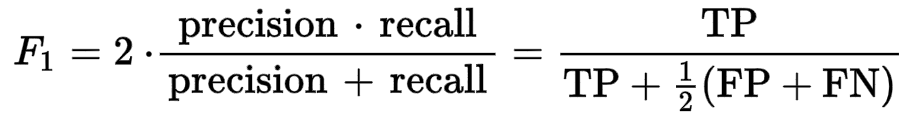 F₁ = 2 · (precision · recall) / (precision + recall) = TP / (TP + ½(FP + FN))